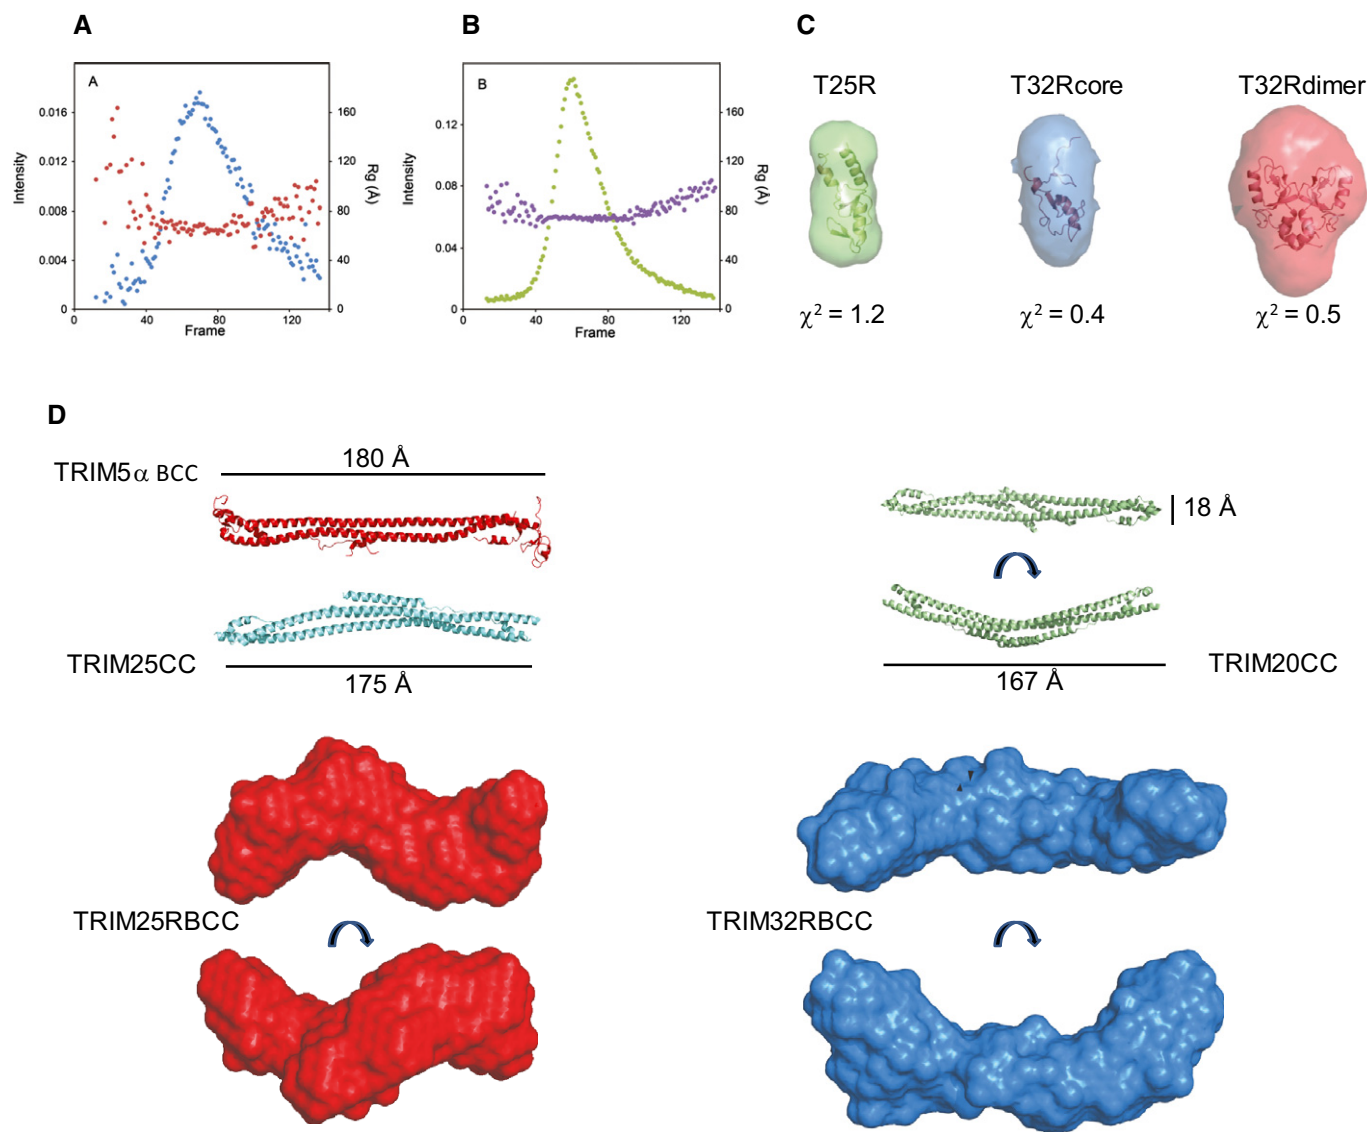 A
B
C
A
0.016
0.012
0.008
0.004
0
Intensity
160
120
80
40
0
Rg (Å)
0
40
80
120
Frame
B
0.12
0.08
0.04
0
Intensity
160
120
80
40
0
Rg (Å)
0
40
80
120
Frame
T25R
T32Rcore
T32Rdimer
χ² = 1.2
χ² = 0.4
χ² = 0.5
D
TRIM5α BCC
180 Å
18 Å
TRIM25CC
175 Å
167 Å
TRIM20CC
TRIM25RBCC
TRIM32RBCC